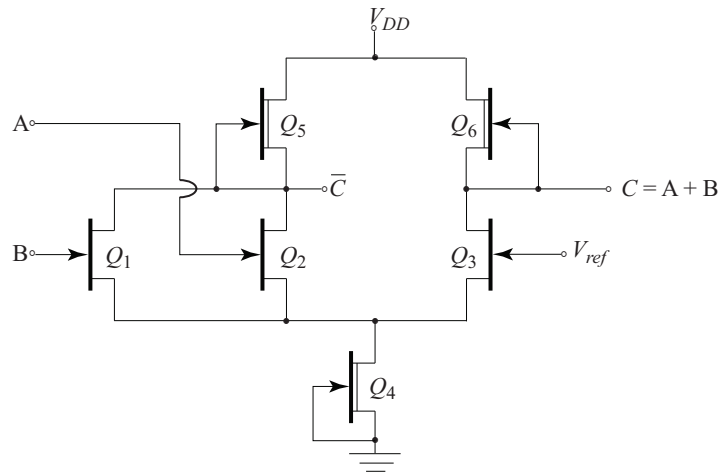 V_DD
A
Q_5
Q_6
C̅
C = A + B
B
Q_1
Q_2
Q_3
V_ref
Q_4